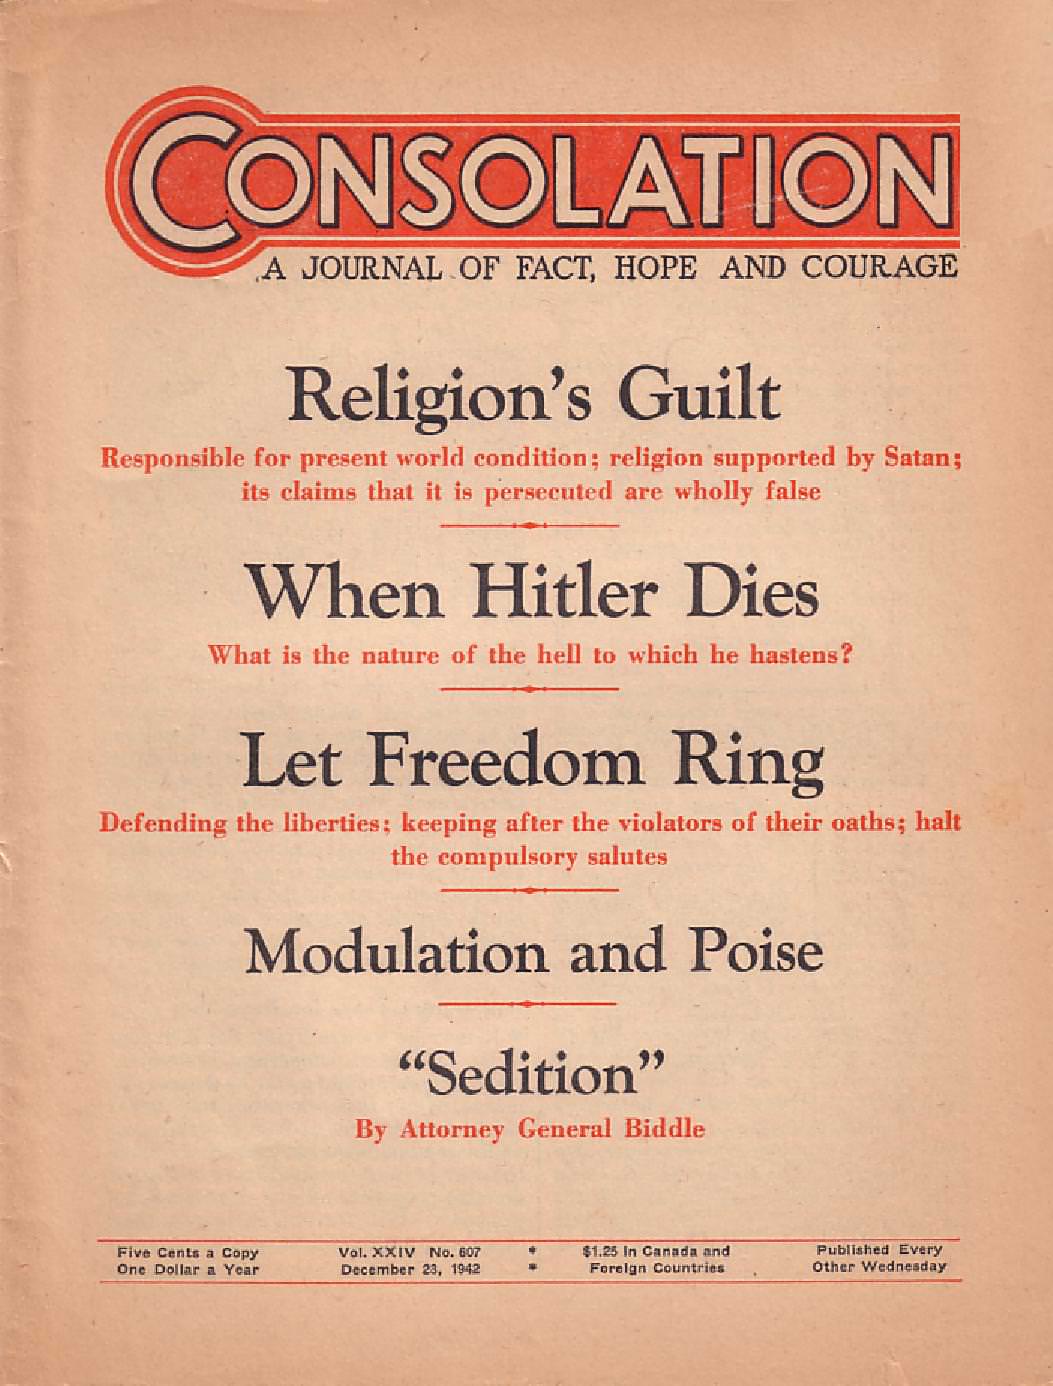 CONSOLATION
A JOURNAL OF FACT, HOPE AND COURAGE
Religion's Guilt
Responsible for present world condition; religion supported by Satan;
its claims that it is persecuted are wholly false
When Hitler Dies
What is the nature of the hell to which he hastens?
Let Freedom Ring
Defending the liberties; keeping after the violators of their oaths; halt
the compulsory salutes
Modulation and Poise
“Sedition”
By Attorney General Biddle
Five Cents a Copy Vol. XXIV No. 607 * $1.25 in Canada and Published Every
One Dollar a Year December 23, 1942 * Foreign Countries Other Wednesday